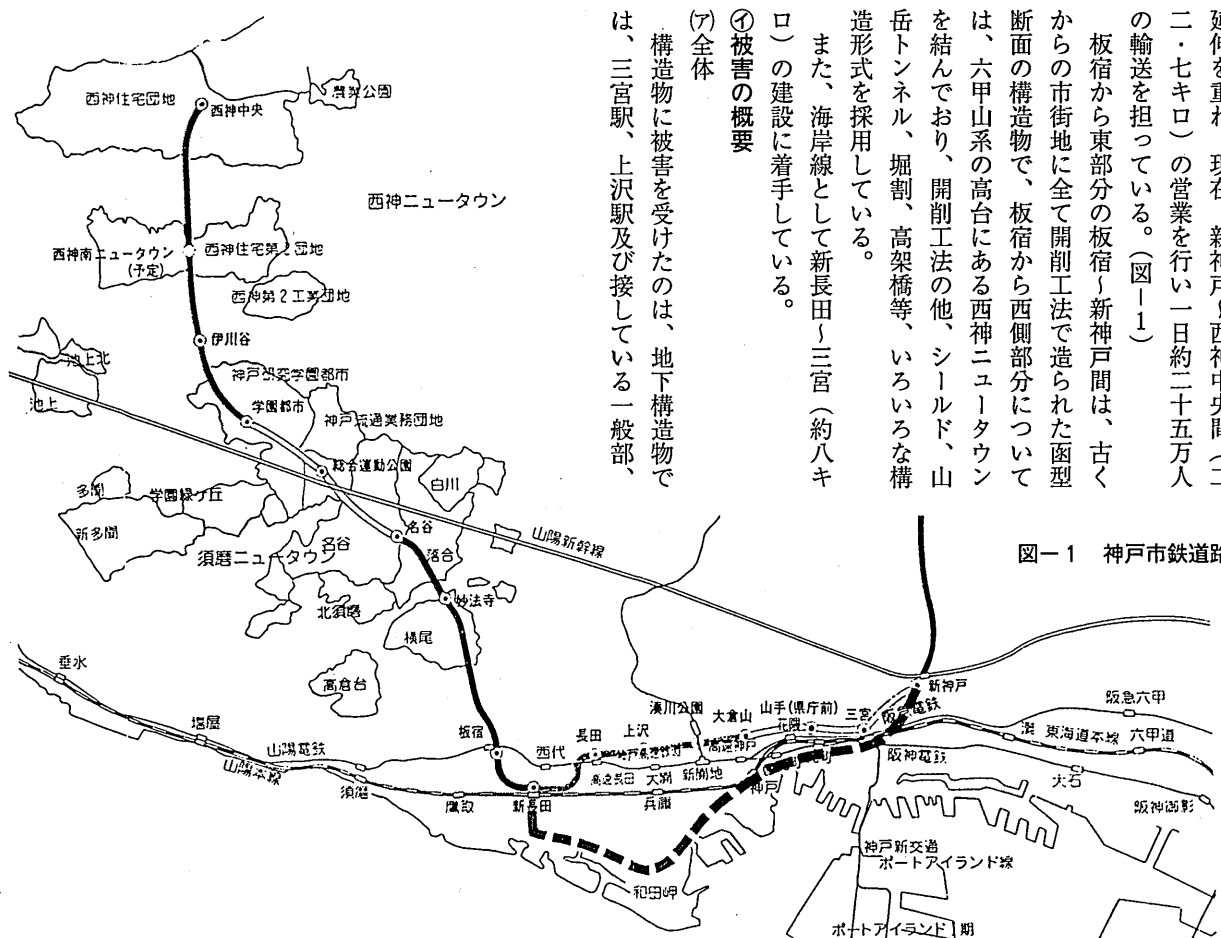 延伸を重ね、現在、新神戸～西神中央間（二
二・七キロ）の営業を行い一日約二十五万人
の輸送を担っている。（図－1）
　板宿から東部分の板宿～新神戸間は、古く
からの市街地に全て開削工法で造られた函型
断面の構造物で、板宿から西側部分について
は、六甲山系の高台にある西神ニュータウン
を結んでおり、開削工法の他、シールド、山
岳トンネル、堀割、高架橋等、いろいろな構
造形式を採用している。
　また、海岸線として新長田～三宮（約八キ
ロ）の建設に着手している。
㋑被害の概要
㋐全体
　構造物に被害を受けたのは、地下構造物で
は、三宮駅、上沢駅及び接している一般部、
図－1　神戸市鉄道路
西神住宅団地
西神中央
農業公園
西神ニュータウン
西神南ニュータウン
(予定)
西神住宅第2団地
西神第2工業団地
伊川谷
池上北
池上
神戸研究学園都市
学園都市
神戸流通業務団地
総合運動公園
白川
多聞
学園緑ケ丘
新多聞
名谷
名谷
落合
須磨ニュータウン
山陽新幹線
妙法寺
北須磨
横尾
高倉台
垂水
塩屋
山陽電鉄
山陽本線
須磨
板宿
西代
長田
上沢
湊川公園
大倉山
山手(県庁前)
花隈
三宮
新神戸
阪急電鉄
阪急六甲
神戸高速鉄道
高速神戸
高速長田
大開
新開地
鷹取
新長田
兵庫
神戸
元町
灘
東海道本線
六甲道
阪神電鉄
大石
阪神御影
和田岬
神戸新交通
ポートアイランド線
ポートアイランド
期